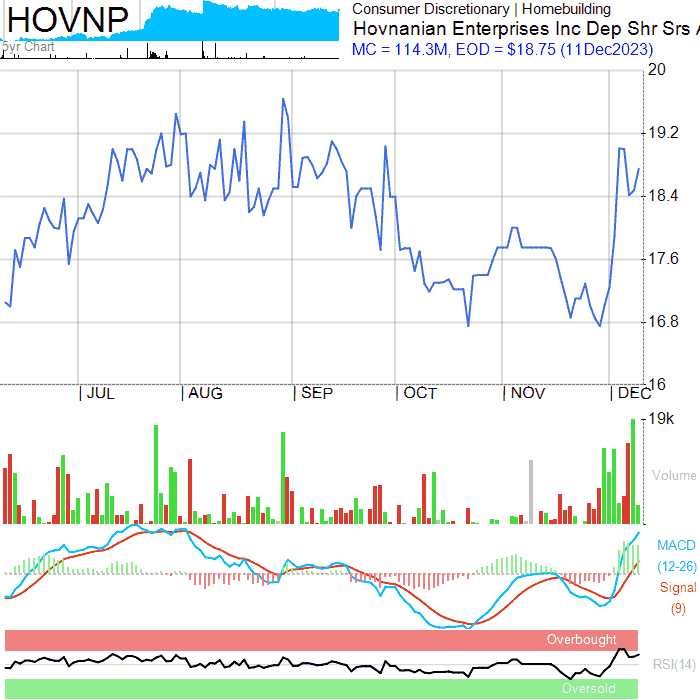 HOVNP
Consumer Discretionary | Homebuilding
Hovnanian Enterprises Inc Dep Shr Srs A
MC = 114.3M, EOD = $18.75 (11Dec2023)
5yr Chart
20
19.2
18.4
17.6
16.8
16
JUL
AUG
SEP
OCT
NOV
DEC
19k
Volume
MACD
(12-26)
Signal
(9)
Overbought
RSI(14)
Oversold